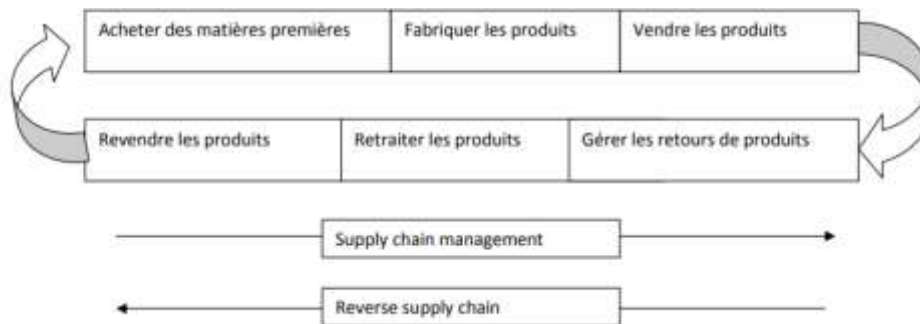 Acheter des matières premières
Fabriquer les produits
Vendre les produits
Revendre les produits
Retraiter les produits
Gérer les retours de produits
Supply chain management
Reverse supply chain